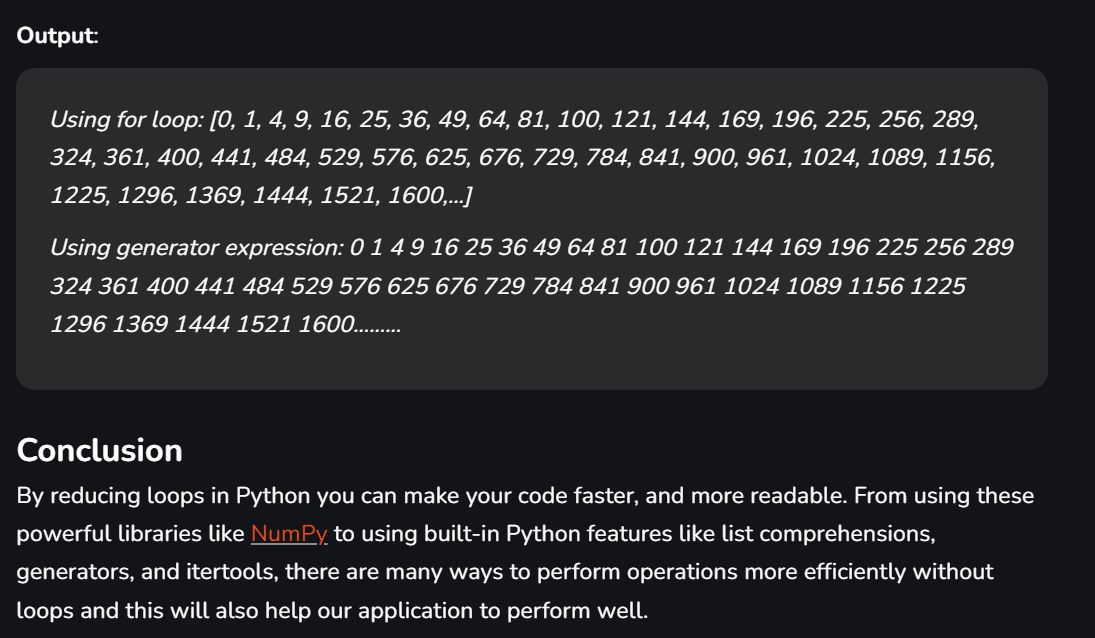 Output:
Using for loop: [0, 1, 4, 9, 16, 25, 36, 49, 64, 81, 100, 121, 144, 169, 196, 225, 256, 289,
324, 361, 400, 441, 484, 529, 576, 625, 676, 729, 784, 841, 900, 961, 1024, 1089, 1156,
1225, 1296, 1369, 1444, 1521, 1600,...]
Using generator expression: 0 1 4 9 16 25 36 49 64 81 100 121 144 169 196 225 256 289
324 361 400 441 484 529 576 625 676 729 784 841 900 961 1024 1089 1156 1225
1296 1369 1444 1521 1600.........
Conclusion
By reducing loops in Python you can make your code faster, and more readable. From using these
powerful libraries like NumPy to using built-in Python features like list comprehensions,
generators, and itertools, there are many ways to perform operations more efficiently without
loops and this will also help our application to perform well.